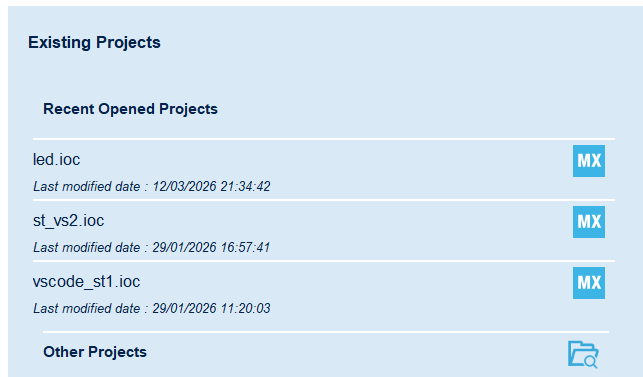 Existing Projects
Recent Opened Projects
led.ioc
MX
Last modified date : 12/03/2026 21:34:42
st_vs2.ioc
MX
Last modified date : 29/01/2026 16:57:41
vscode_st1.ioc
MX
Last modified date : 29/01/2026 11:20:03
Other Projects